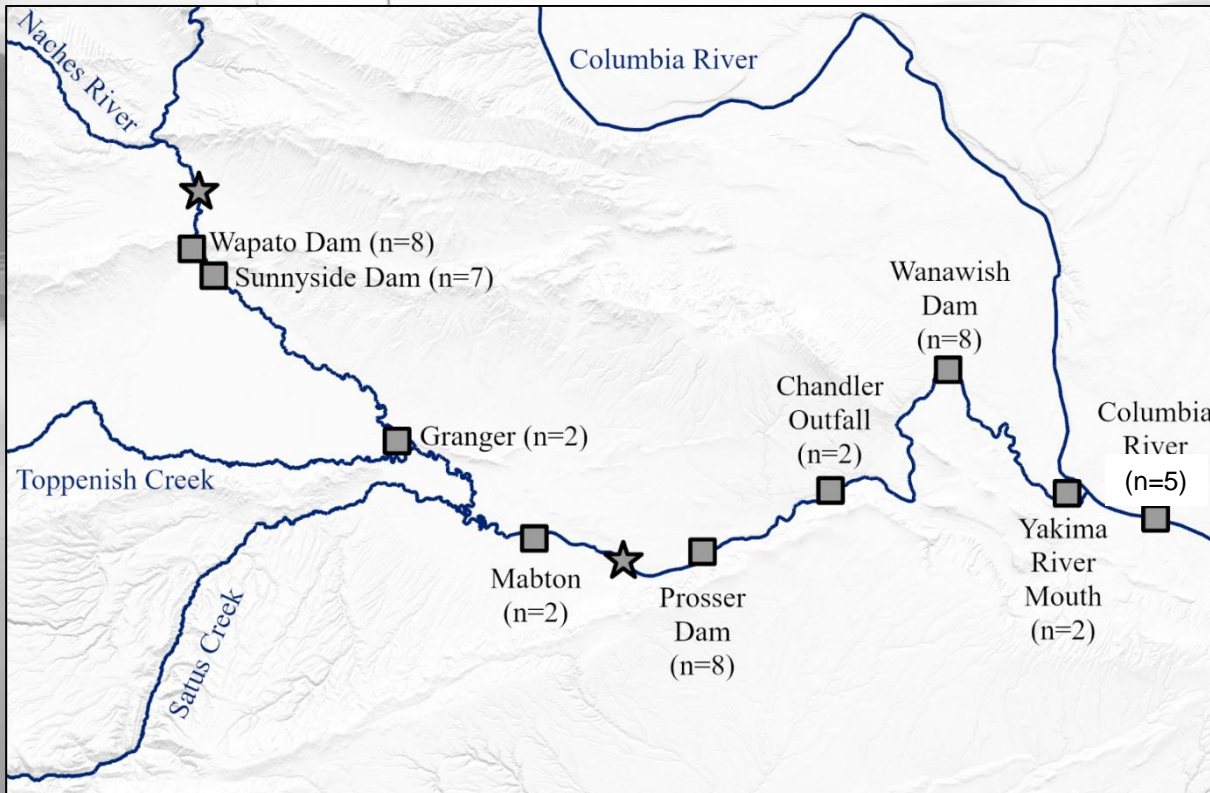 Naches River
Columbia River
Wapato Dam (n=8)
Sunnyside Dam (n=7)
Wanawish
Dam
(n=8)
Chandler
Outfall
(n=2)
Columbia
River
(n=5)
Granger (n=2)
Toppenish Creek
Yakima
River
Mouth
(n=2)
Mabton
(n=2)
Prosser
Dam
(n=8)
Satus Creek